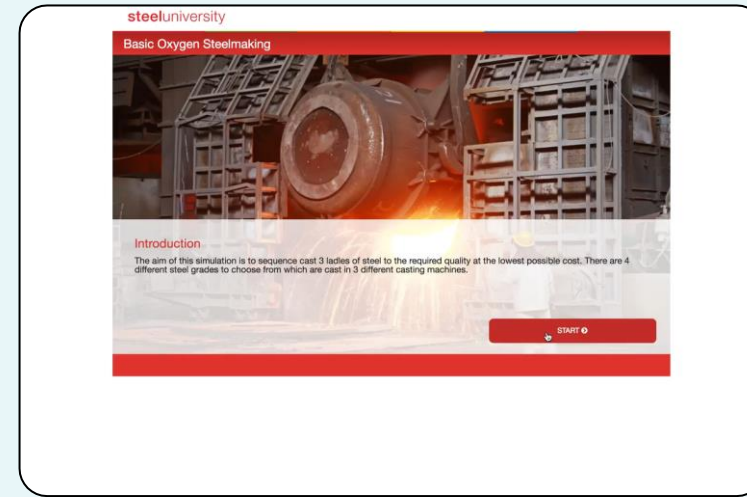 steeluniversity
Basic Oxygen Steelmaking
Introduction
The aim of this simulation is to sequence cast 3 ladles of steel to the required quality at the lowest possible cost. There are 4
different steel grades to choose from which are cast in 3 different casting machines.
START